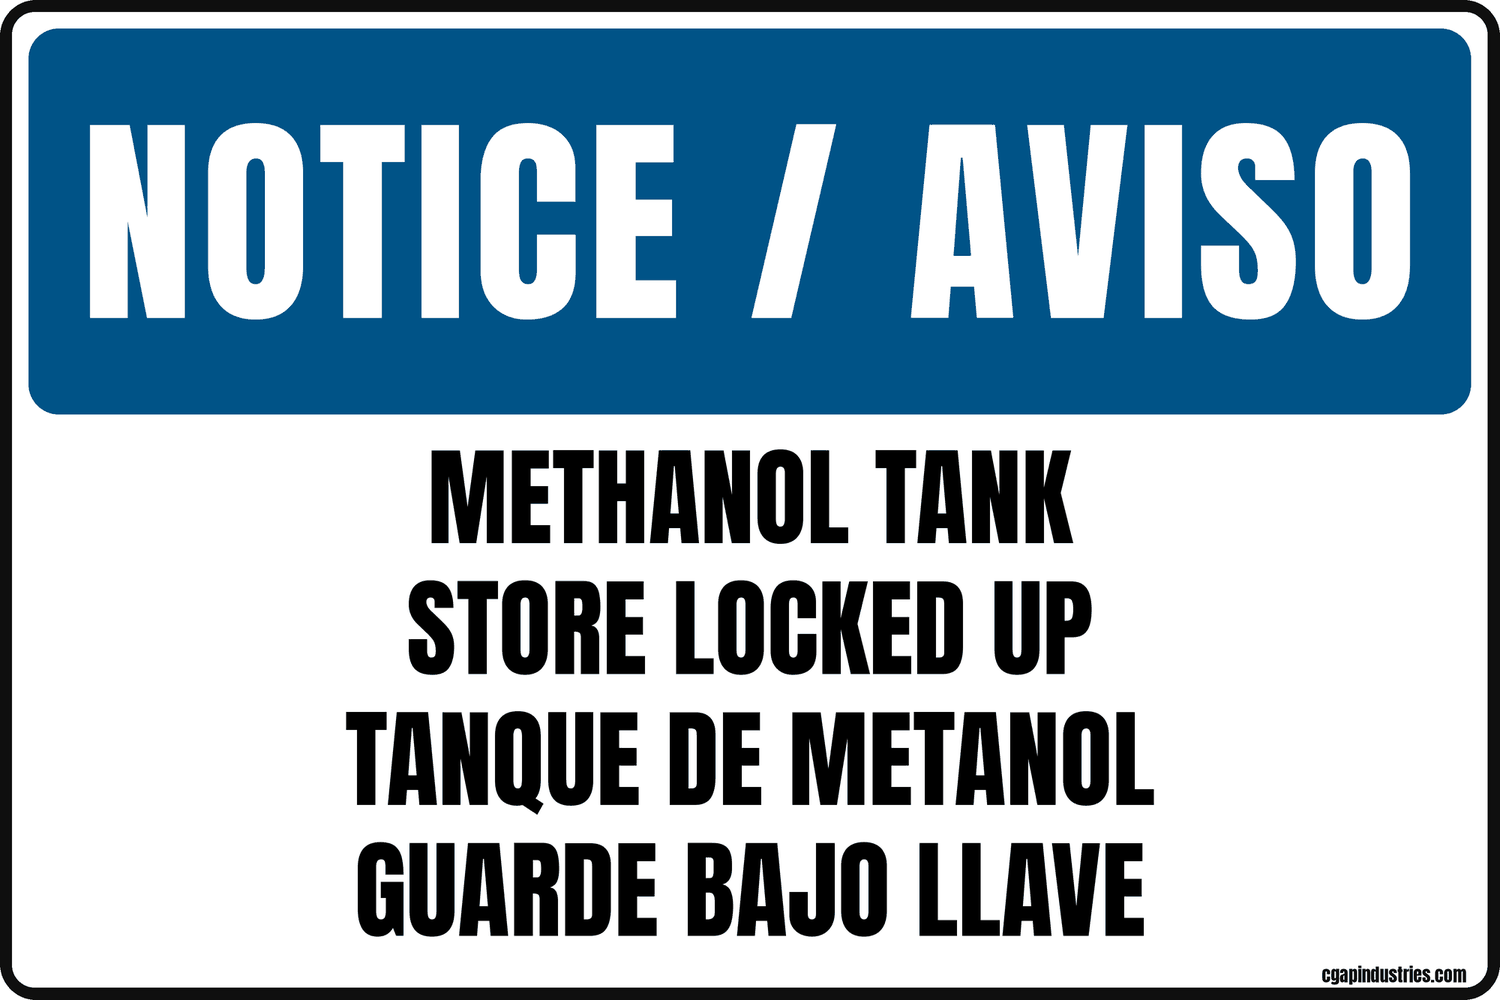 NOTICE / AVISO
METHANOL TANK
STORE LOCKED UP
TANQUE DE METANOL
GUARDE BAJO LLAVE
cgapindustries.com